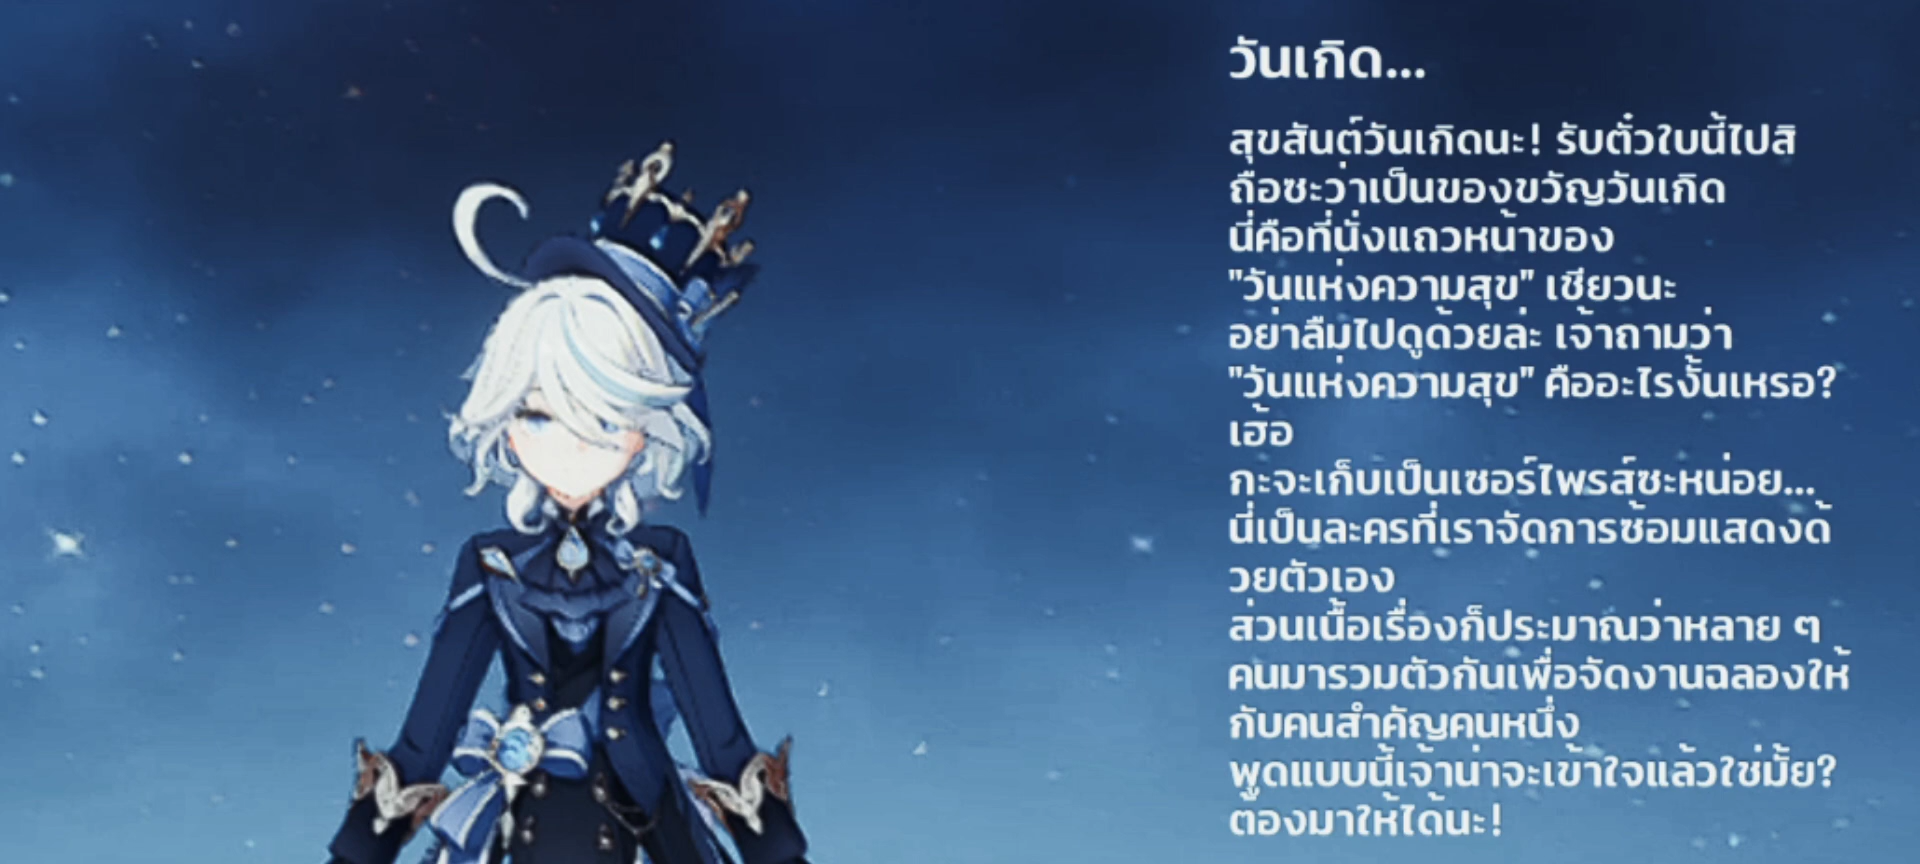 วันเกิด...
สุขสันต์วันเกิดนะ! รับตั๋วใบนี้ไปสิ
ถือซะว่าเป็นของขวัญวันเกิด
นี่คือที่นั่งแถวหน้าของ
"วันแห่งความสุข" เชียวนะ
อย่าลืมไปดูด้วยล่ะ เจ้าถามว่า
"วันแห่งความสุข" คืออะไรงั้นเหรอ?
เฮ้อ
กะจะเก็บเป็นเซอร์ไพรส์ซะหน่อย...
นี่เป็นละครที่เราจัดการซ้อมแสดงด้
วยตัวเอง
ส่วนเนื้อเรื่องก็ประมาณว่าหลาย ๆ
คนมารวมตัวกันเพื่อจัดงานฉลองให้
กับคนสำคัญคนหนึ่ง
พูดแบบนี้เจ้าน่าจะเข้าใจแล้วใช่มั้ย?
ต้องมาให้ได้นะ!